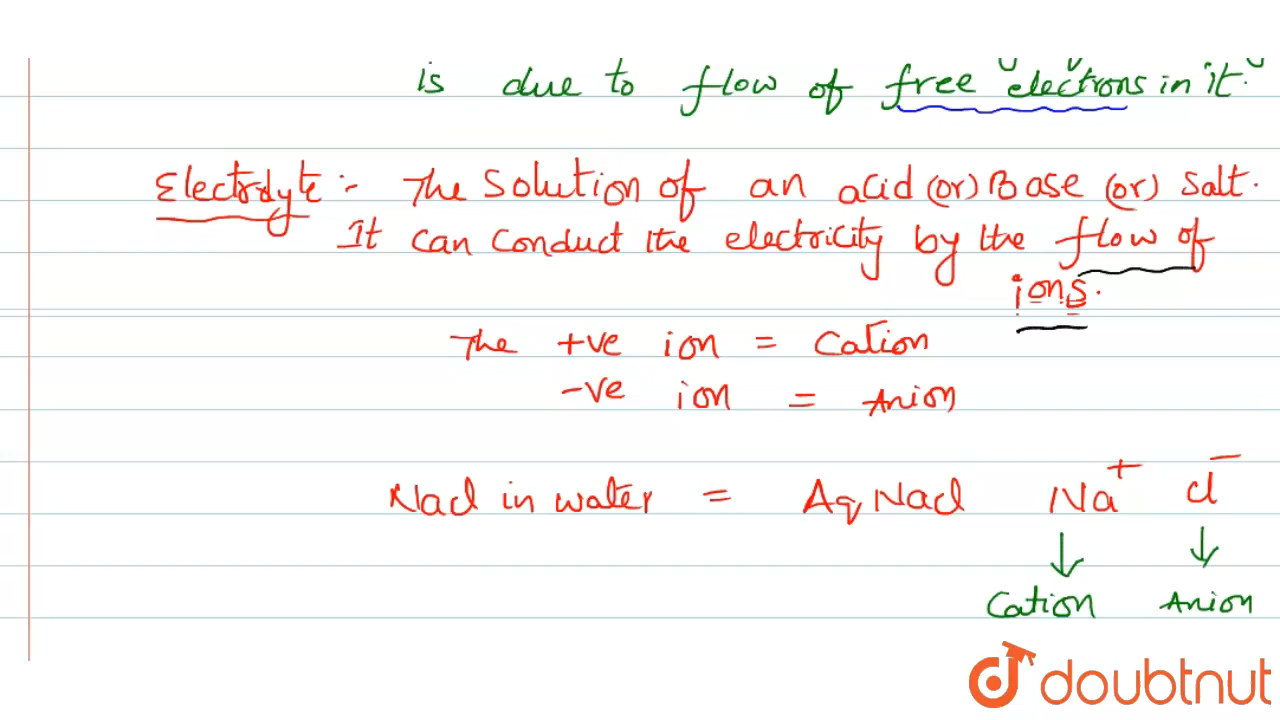 is due to flow of free electrons in it.
Electrolyte :- The Solution of an acid (or) Base (or) Salt.
It can conduct the electricity by the flow of
ions.
The +ve ion = Cation
-ve ion = Anion
Nacl in water = Aq Nacl Na⁺ Cl⁻
↓ ↓
Cation Anion
doubtnut